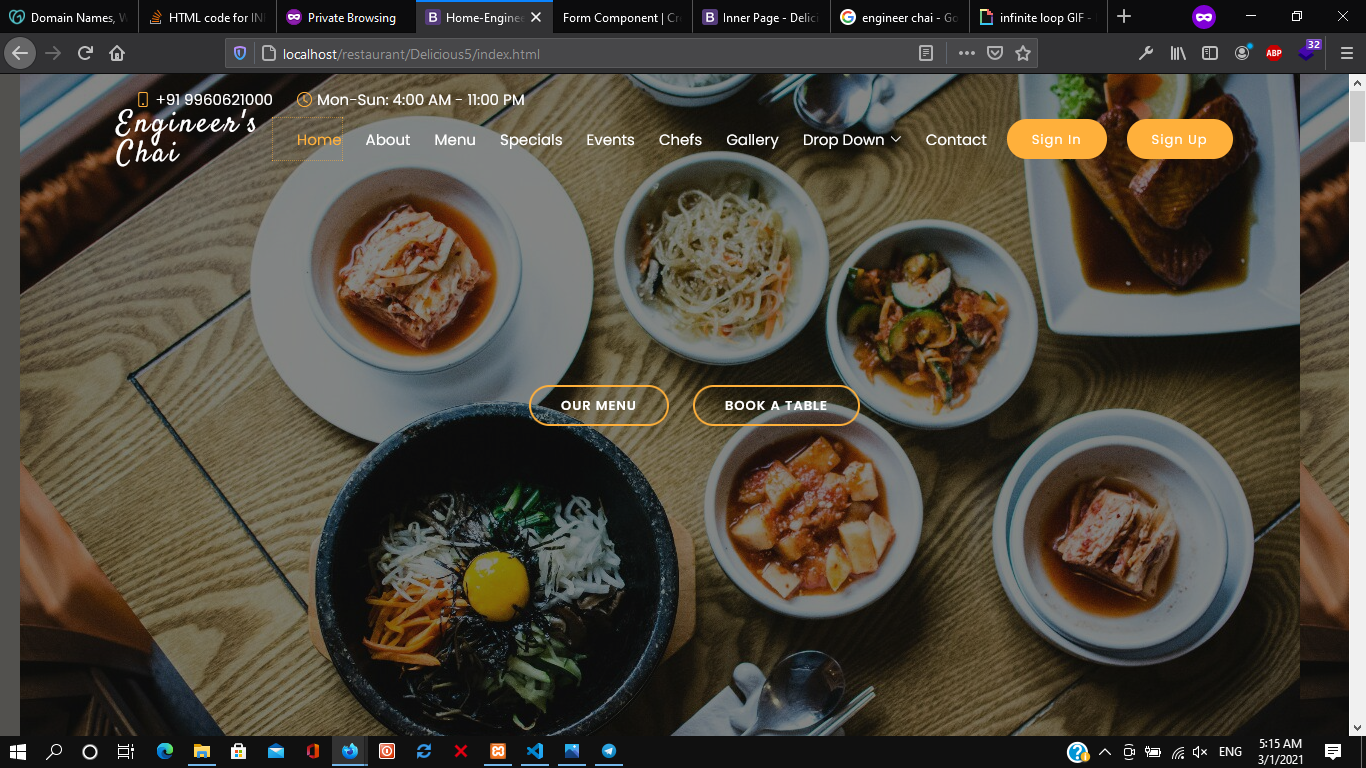 Domain Names, W
HTML code for INI
Private Browsing
Home-Enginee
Form Component | Cr
Inner Page - Delici
engineer chai - Go
infinite loop GIF -
localhost/restaurant/Delicious5/index.html
ABP
32
+91 9960621000
Mon-Sun: 4:00 AM - 11:00 PM
Engineer's
Chai
Home
About
Menu
Specials
Events
Chefs
Gallery
Drop Down
Contact
Sign In
Sign Up
OUR MENU
BOOK A TABLE
ENG
5:15 AM
3/1/2021